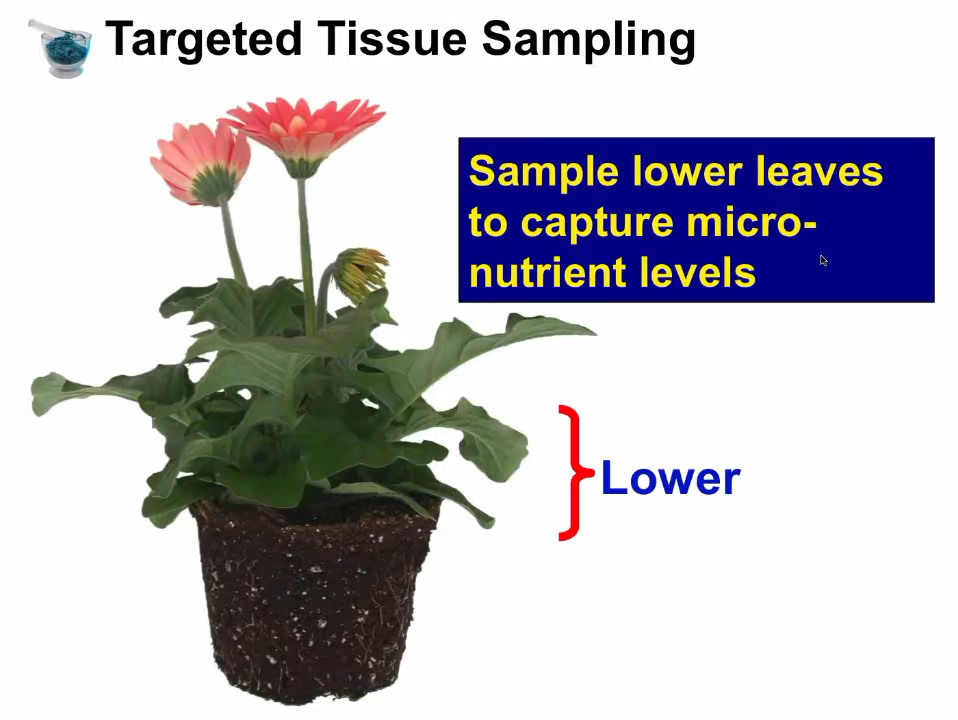 Targeted Tissue Sampling
Sample lower leaves
to capture micro-
nutrient levels
Lower